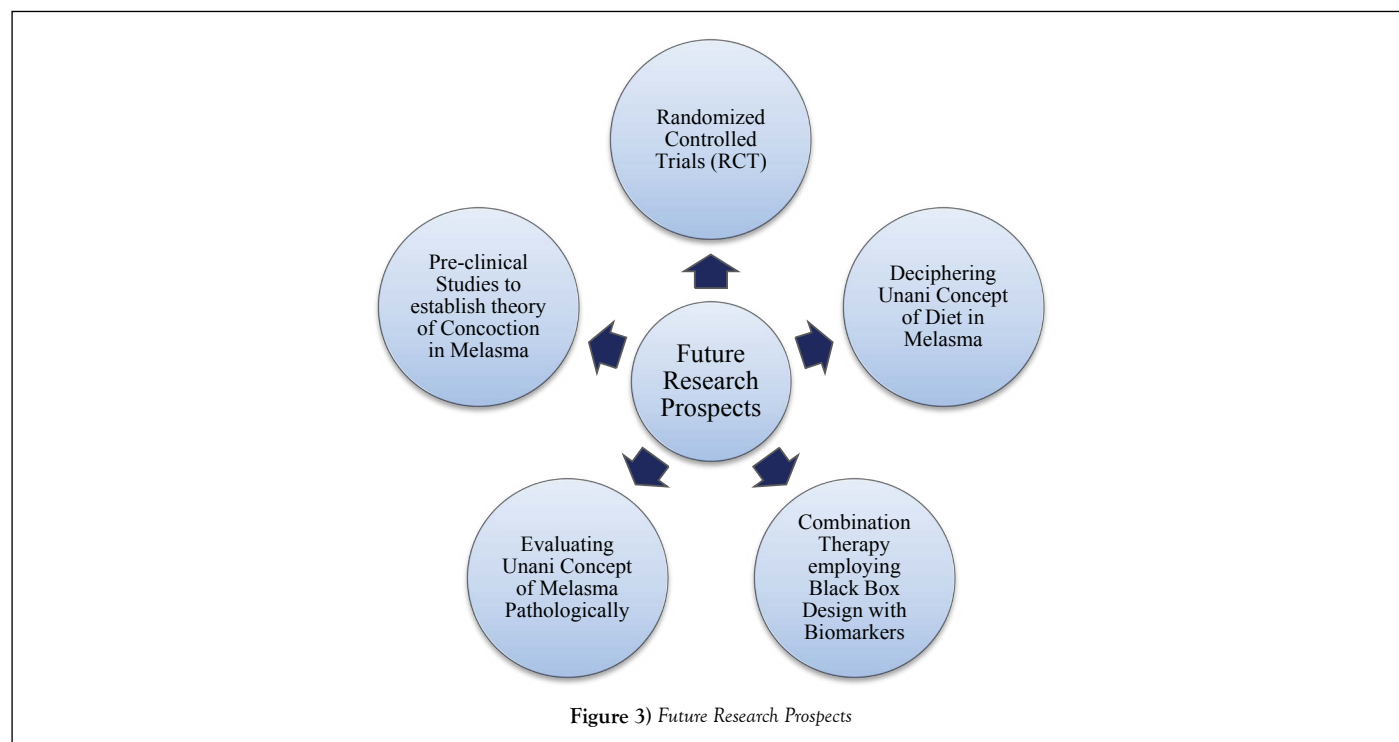 Randomized
Controlled
Trials (RCT)
Pre-clinical
Studies to
establish theory
of Concoction
in Melasma
Deciphering
Unani Concept
of Diet in
Melasma
Future
Research
Prospects
Evaluating
Unani Concept
of Melasma
Pathologically
Combination
Therapy
employing
Black Box
Design with
Biomarkers
Figure 3) Future Research Prospects